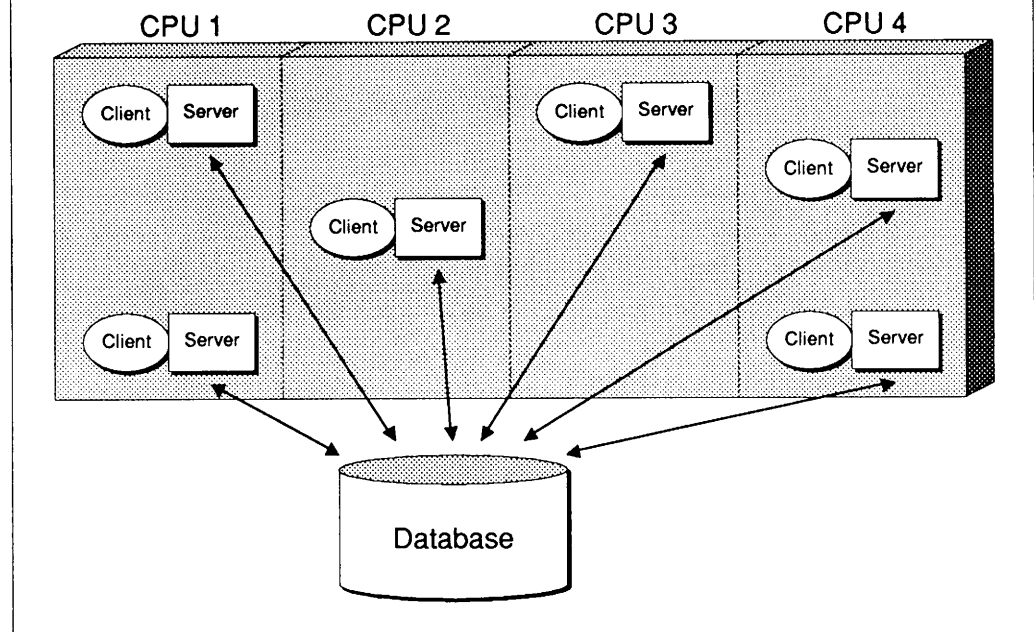 CPU 1 CPU 2 CPU 3 CPU 4
Client Server
Client Server
Client Server
Client Server
Client Server
Client Server
Database